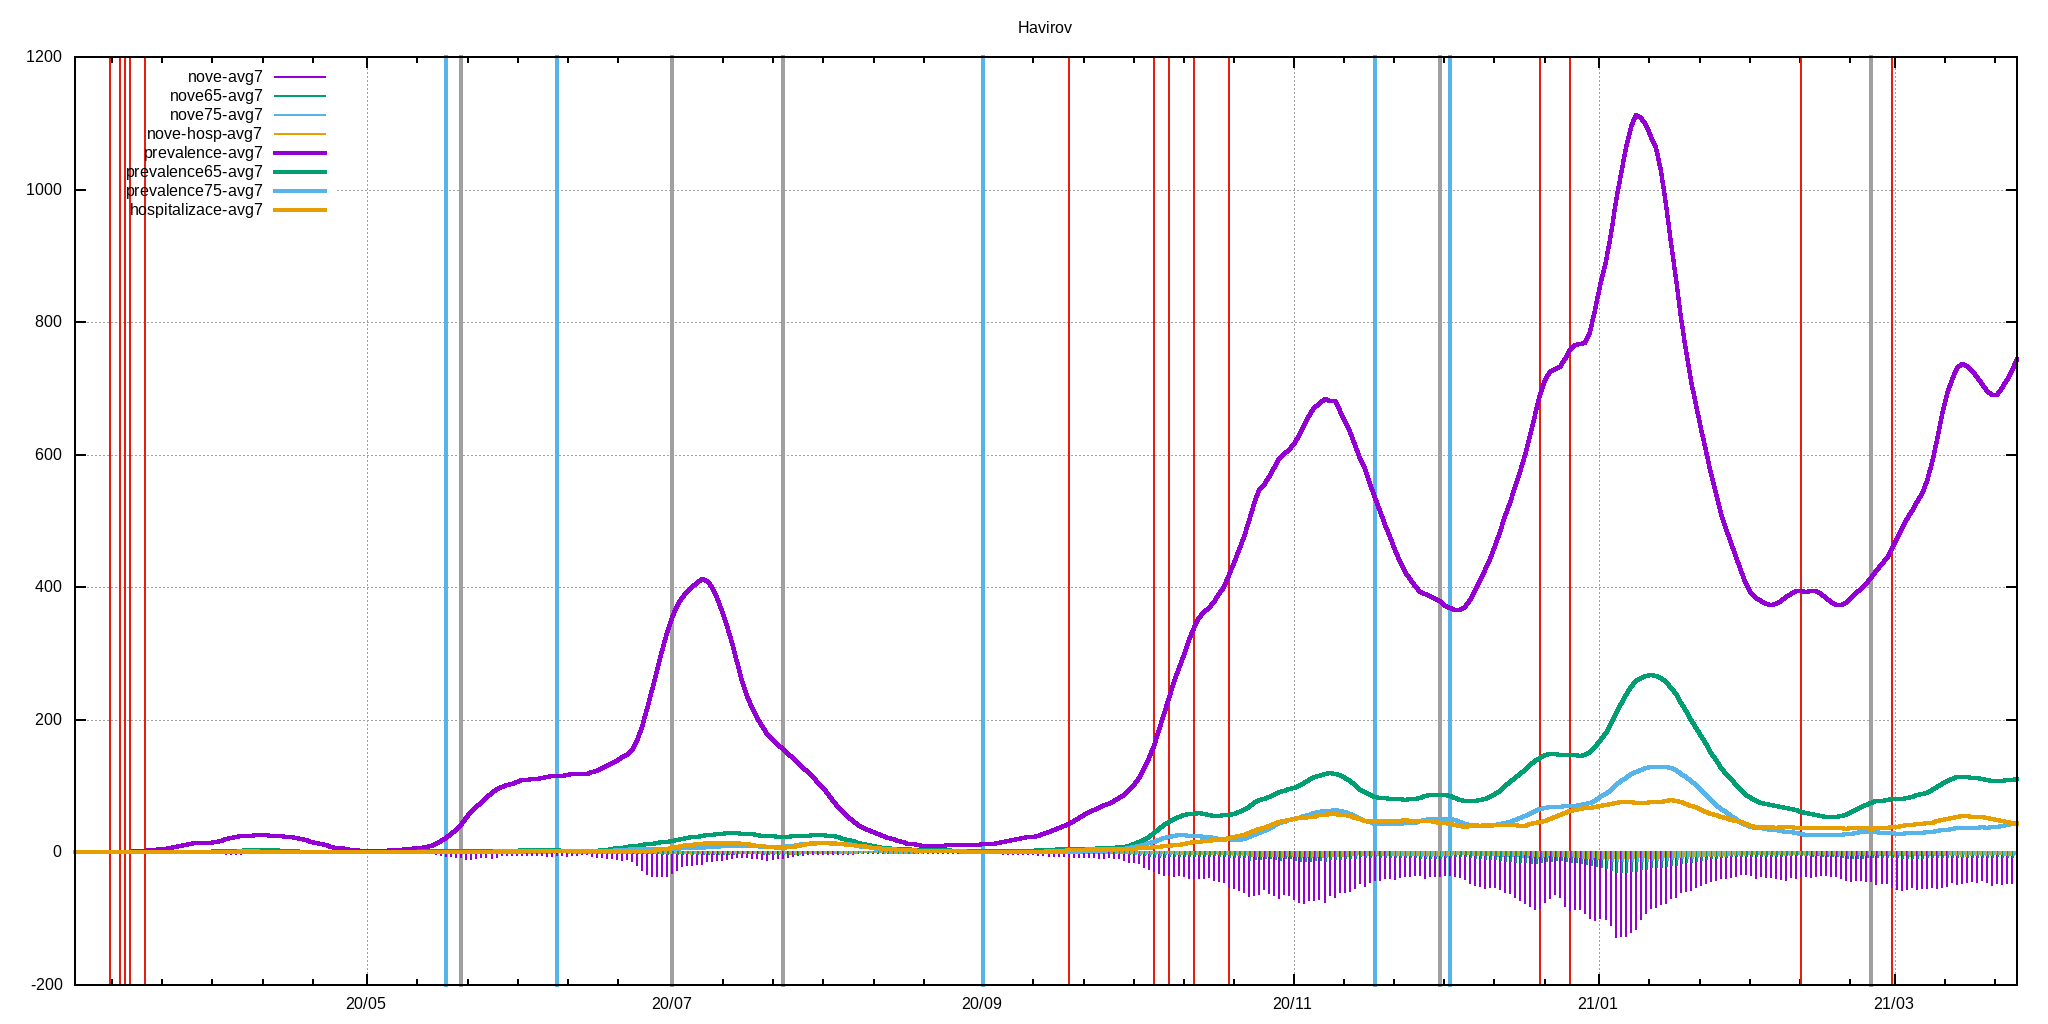 Havirov
1200
1000
800
600
400
200
0
-200
nove-avg7
nove65-avg7
nove75-avg7
nove-hosp-avg7
prevalence-avg7
prevalence65-avg7
prevalence75-avg7
hospitalizace-avg7
20/05
20/07
20/09
20/11
21/01
21/03